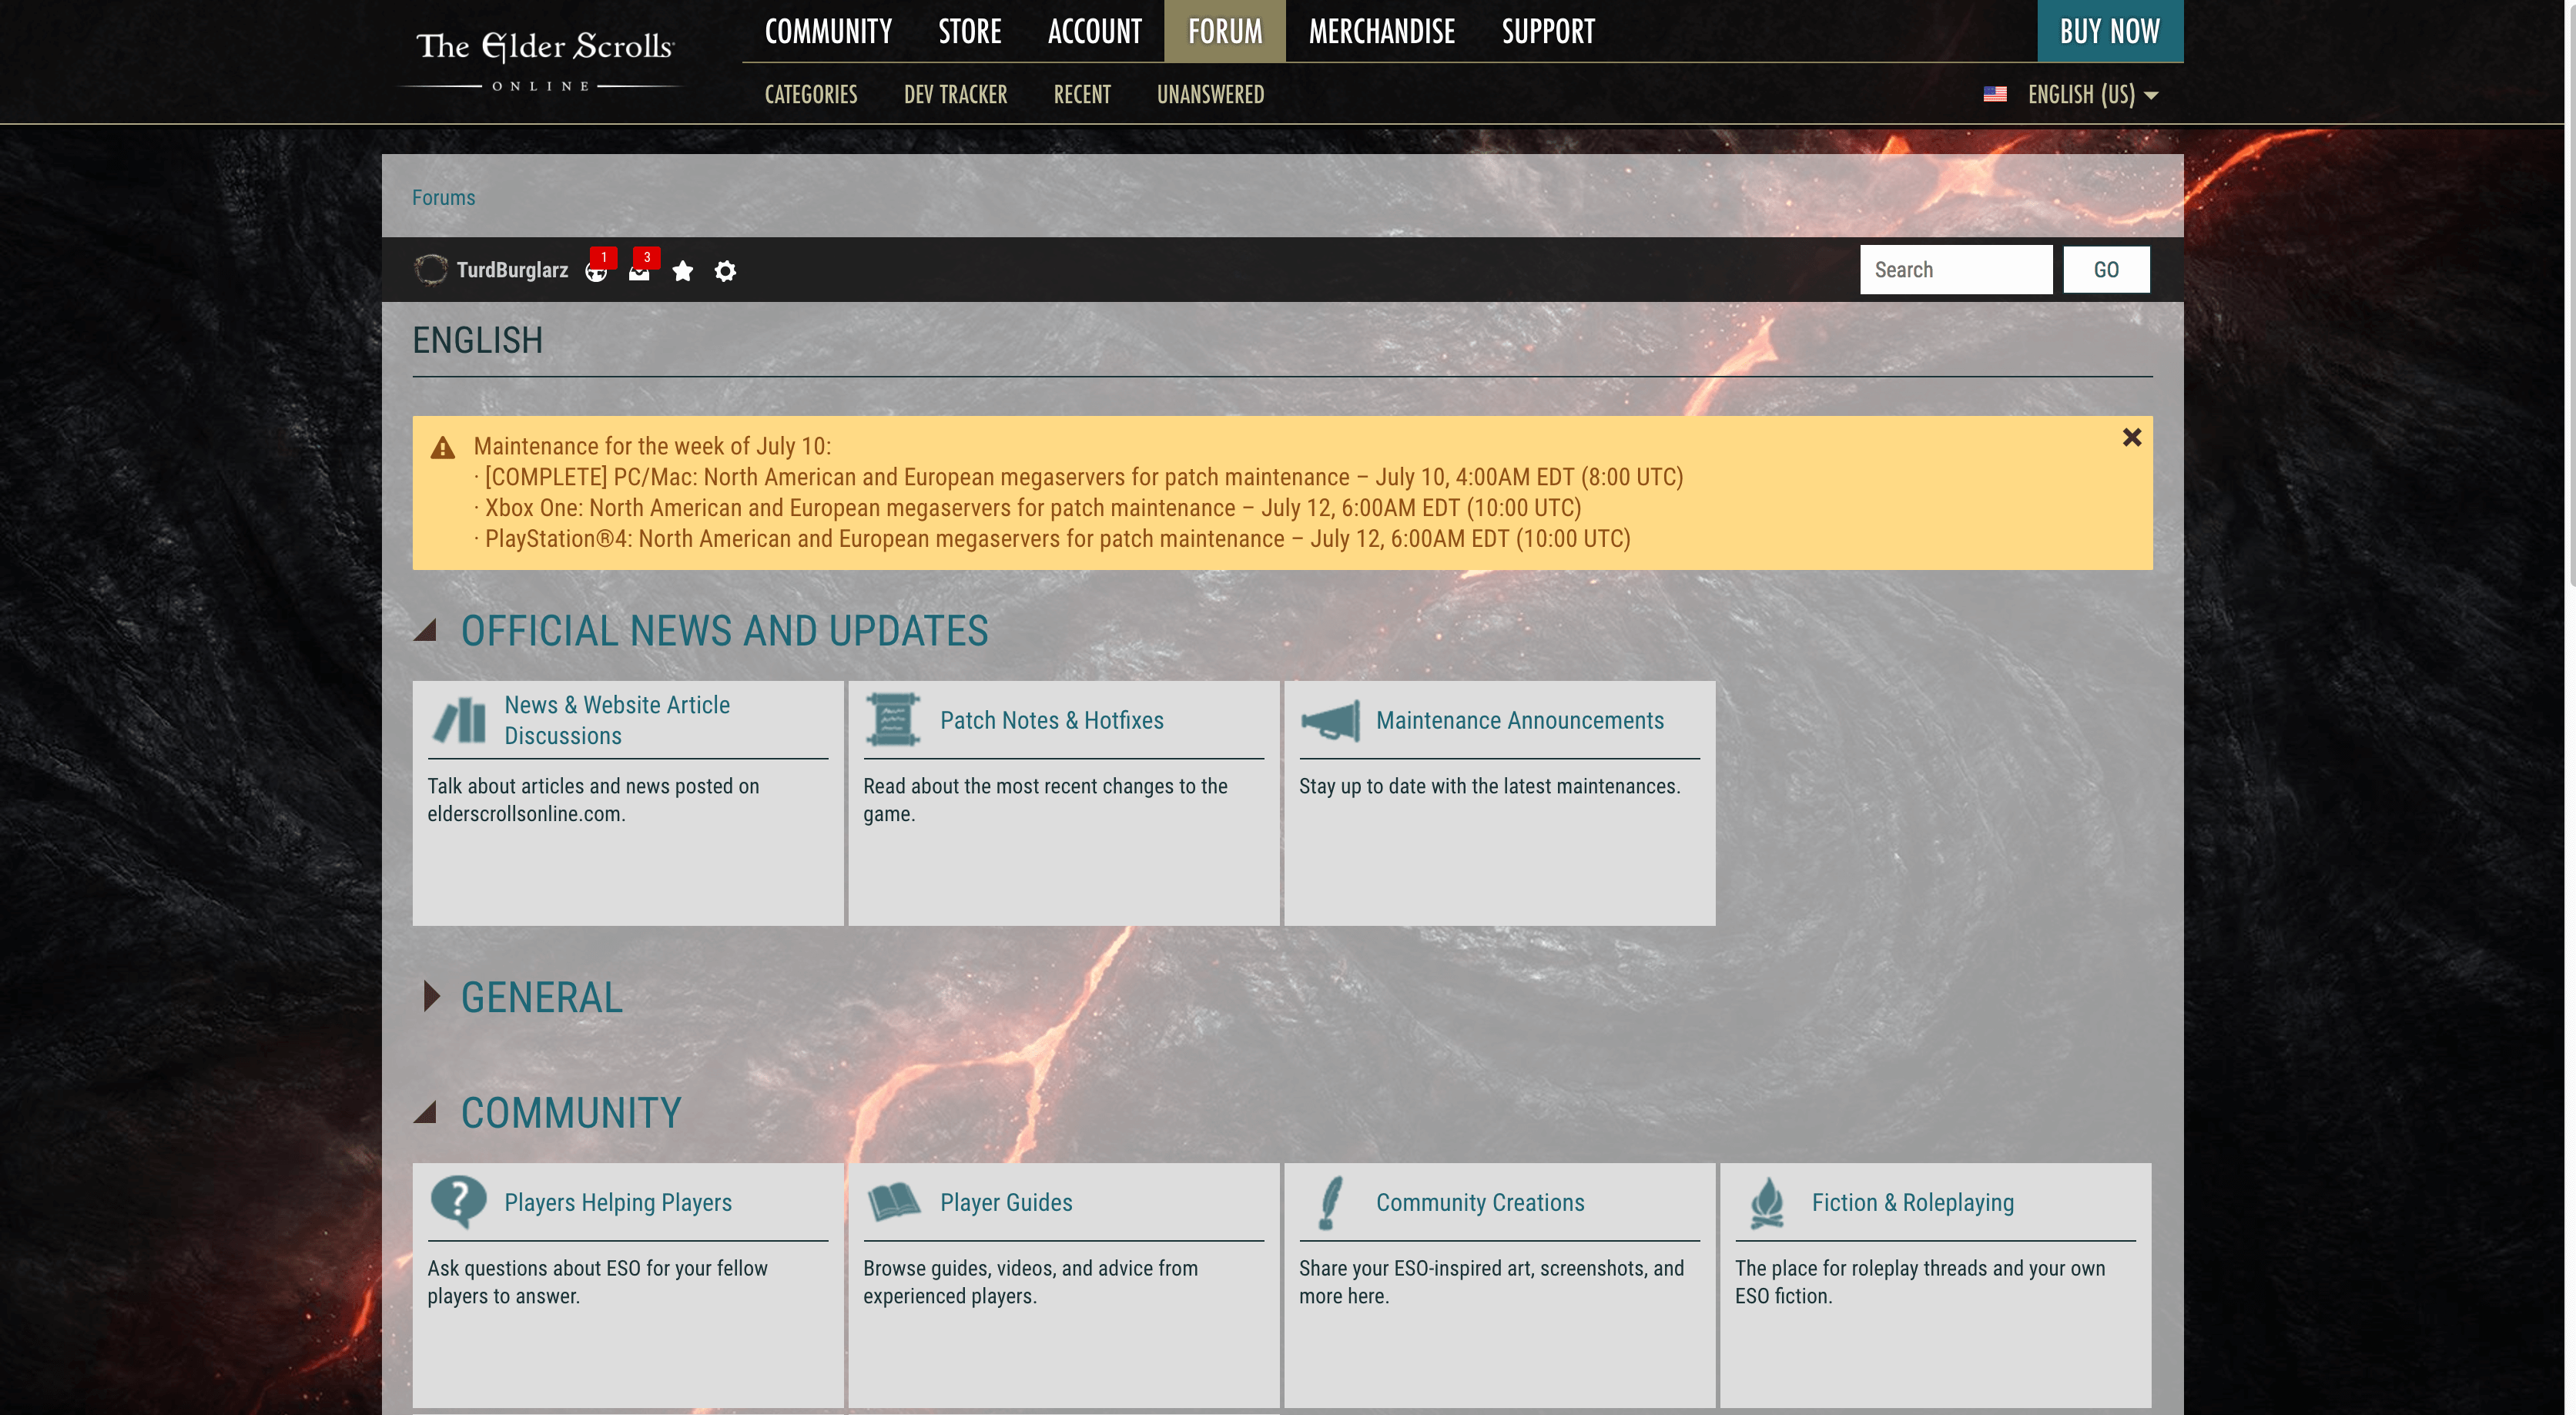 The Elder Scrolls
ONLINE
COMMUNITY STORE ACCOUNT FORUM MERCHANDISE SUPPORT BUY NOW
CATEGORIES DEV TRACKER RECENT UNANSWERED ENGLISH (US)
Forums
TurdBurglarz 1 3 Search GO
ENGLISH
Maintenance for the week of July 10:
· [COMPLETE] PC/Mac: North American and European megaservers for patch maintenance – July 10, 4:00AM EDT (8:00 UTC)
· Xbox One: North American and European megaservers for patch maintenance – July 12, 6:00AM EDT (10:00 UTC)
· PlayStation®4: North American and European megaservers for patch maintenance – July 12, 6:00AM EDT (10:00 UTC)
OFFICIAL NEWS AND UPDATES
News & Website Article
Discussions
Talk about articles and news posted on
elderscrollsonline.com.
Patch Notes & Hotfixes
Read about the most recent changes to the
game.
Maintenance Announcements
Stay up to date with the latest maintenances.
GENERAL
COMMUNITY
Players Helping Players
Ask questions about ESO for your fellow
players to answer.
Player Guides
Browse guides, videos, and advice from
experienced players.
Community Creations
Share your ESO-inspired art, screenshots, and
more here.
Fiction & Roleplaying
The place for roleplay threads and your own
ESO fiction.